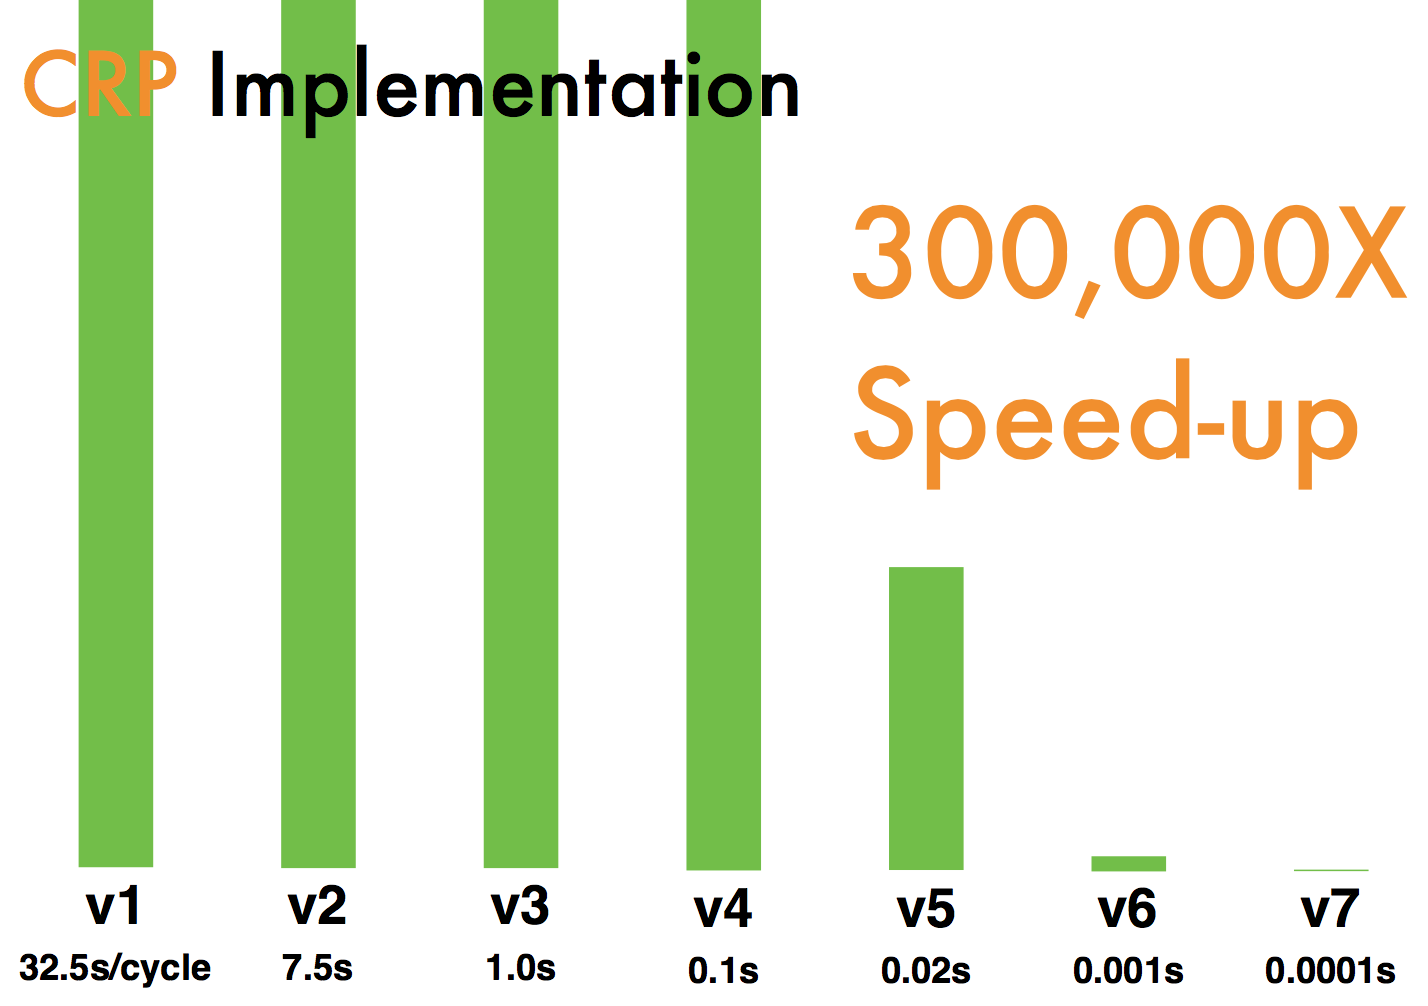 CRP Implementation
300,000X
Speed-up
v1 v2 v3 v4 v5 v6 v7
32.5s/cycle 7.5s 1.0s 0.1s 0.02s 0.001s 0.0001s